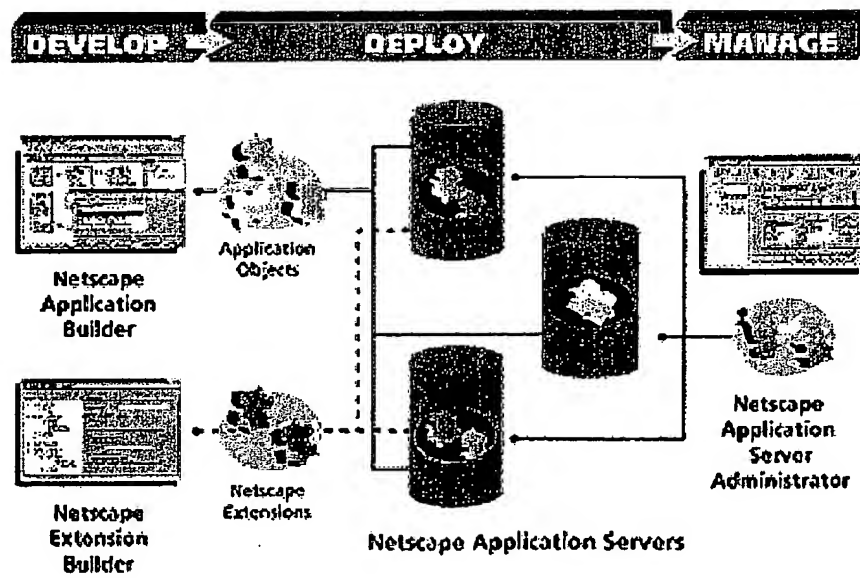 DEVELOP
DEPLOY
MANAGE
Application
Objects
Netscape
Application
Builder
Netscape
Extensions
Netscape
Extension
Builder
Netscape Application Servers
Netscape
Application
Server
Administrator